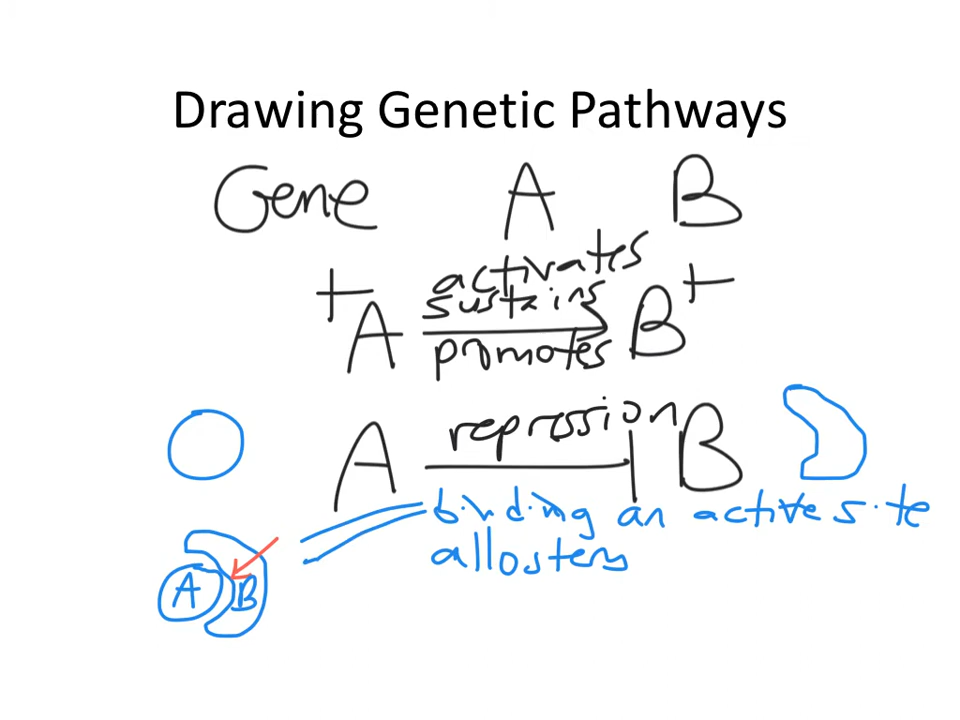 Drawing Genetic Pathways
Gene A B
activates
sustains
+A B+
promotes
repression
A B
binding an active site
allostery
A B